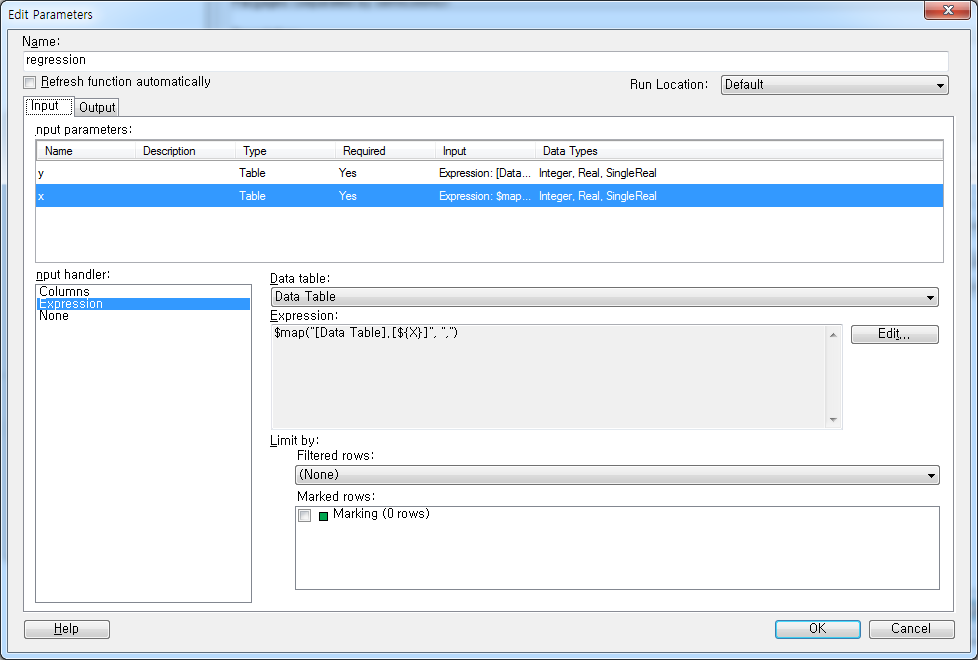 Edit Parameters
Name:
regression
Refresh function automatically
Run Location: Default
Input Output
nput parameters:
Name Description Type Required Input Data Types
y Table Yes Expression: [Data... Integer, Real, SingleReal
x Table Yes Expression: $map... Integer, Real, SingleReal
nput handler:
Columns
Expression
None
Data table:
Data Table
Expression:
$map("[Data Table].[${X}]", ",")
Edit...
Limit by:
Filtered rows:
(None)
Marked rows:
Marking (0 rows)
Help OK Cancel